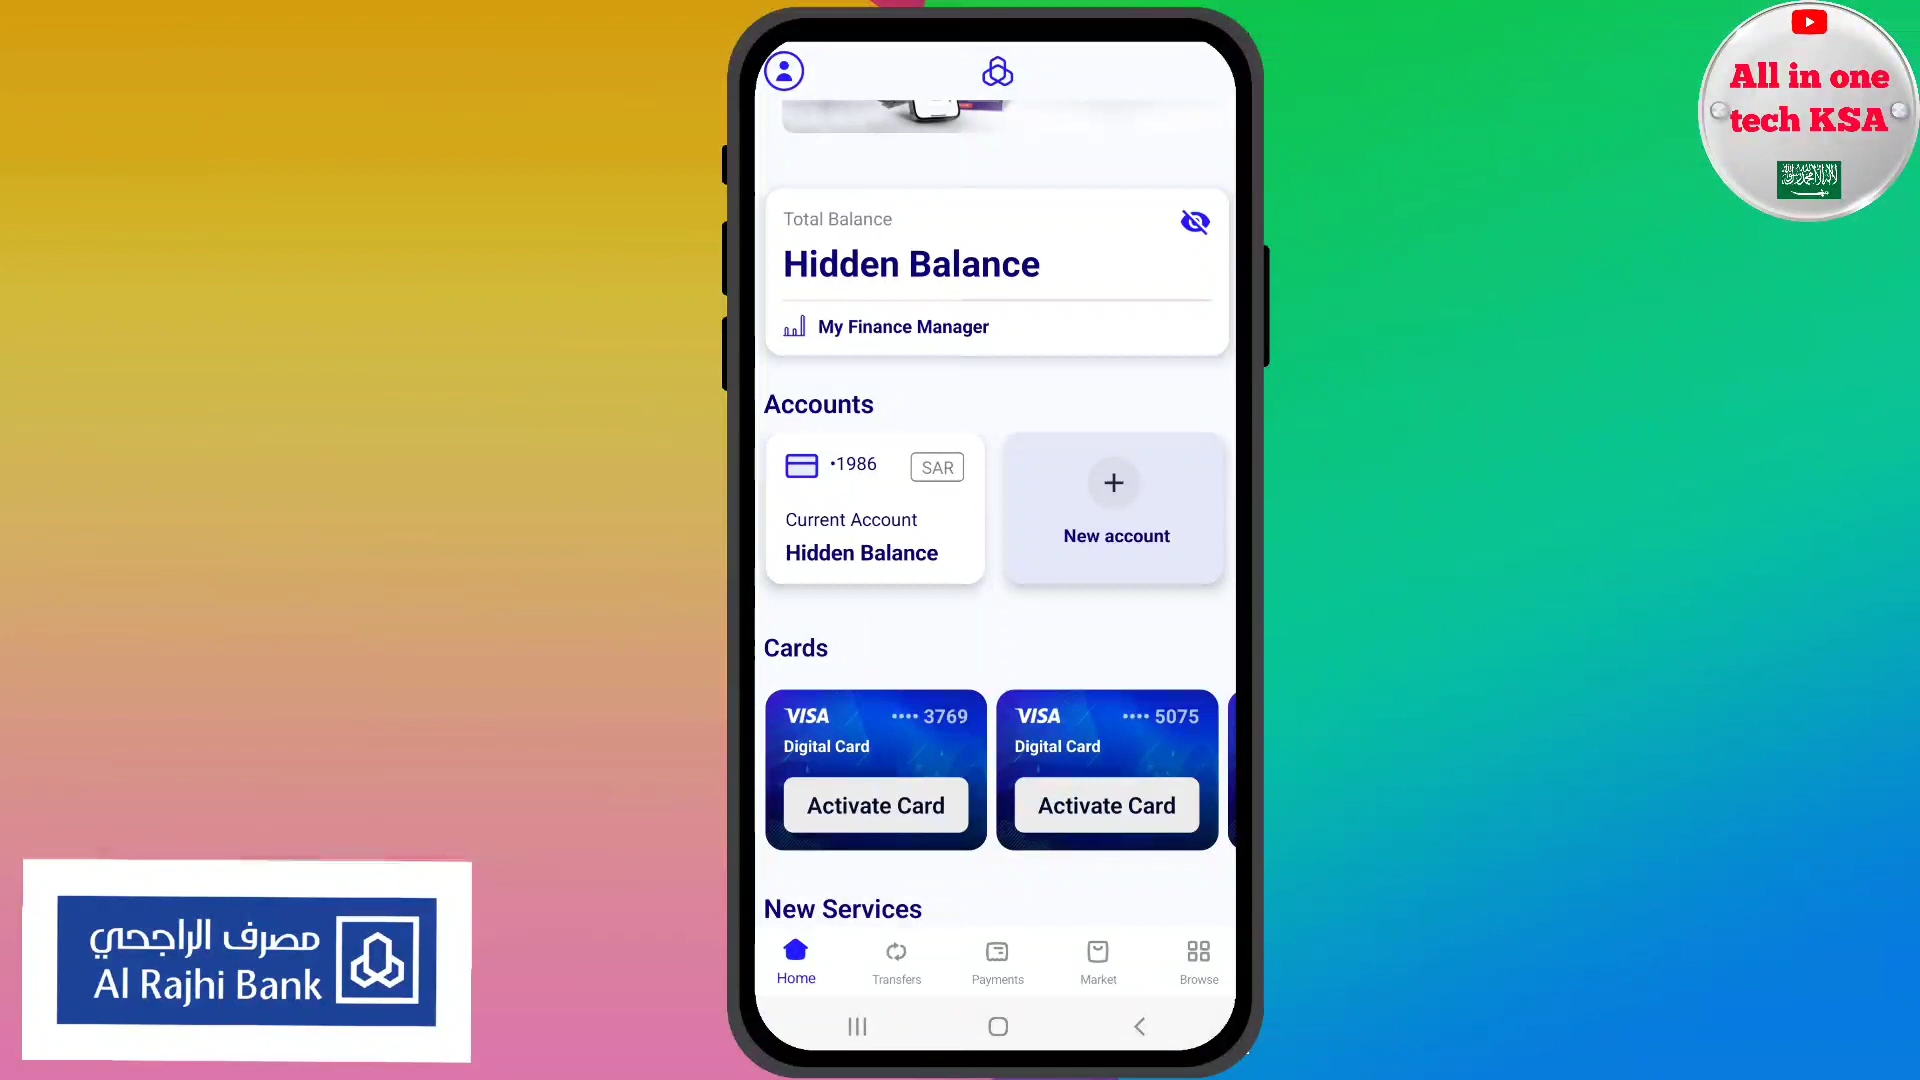 All in one
tech KSA
Total Balance
Hidden Balance
My Finance Manager
Accounts
•1986
SAR
Current Account
Hidden Balance
New account
Cards
VISA
•••• 3769
Digital Card
Activate Card
VISA
•••• 5075
Digital Card
Activate Card
New Services
Home
Transfers
Payments
Market
Browse
مصرف الراجحي
Al Rajhi Bank